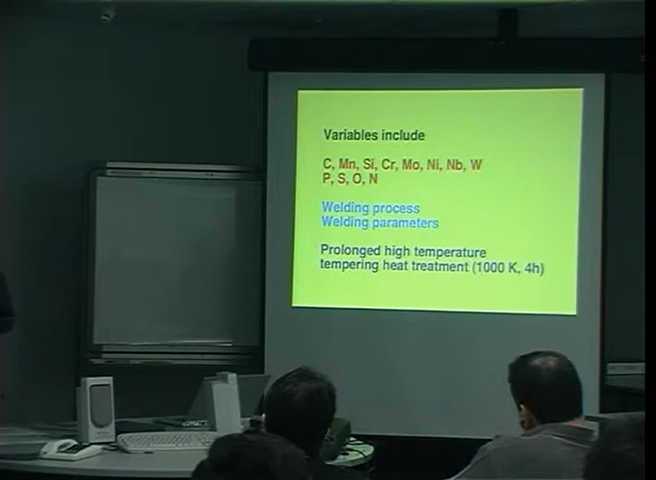 Variables include
C, Mn, Si, Cr, Mo, Ni, Nb, W
P, S, O, N
Welding process
Welding parameters
Prolonged high temperature
tempering heat treatment (1000 K, 4h)